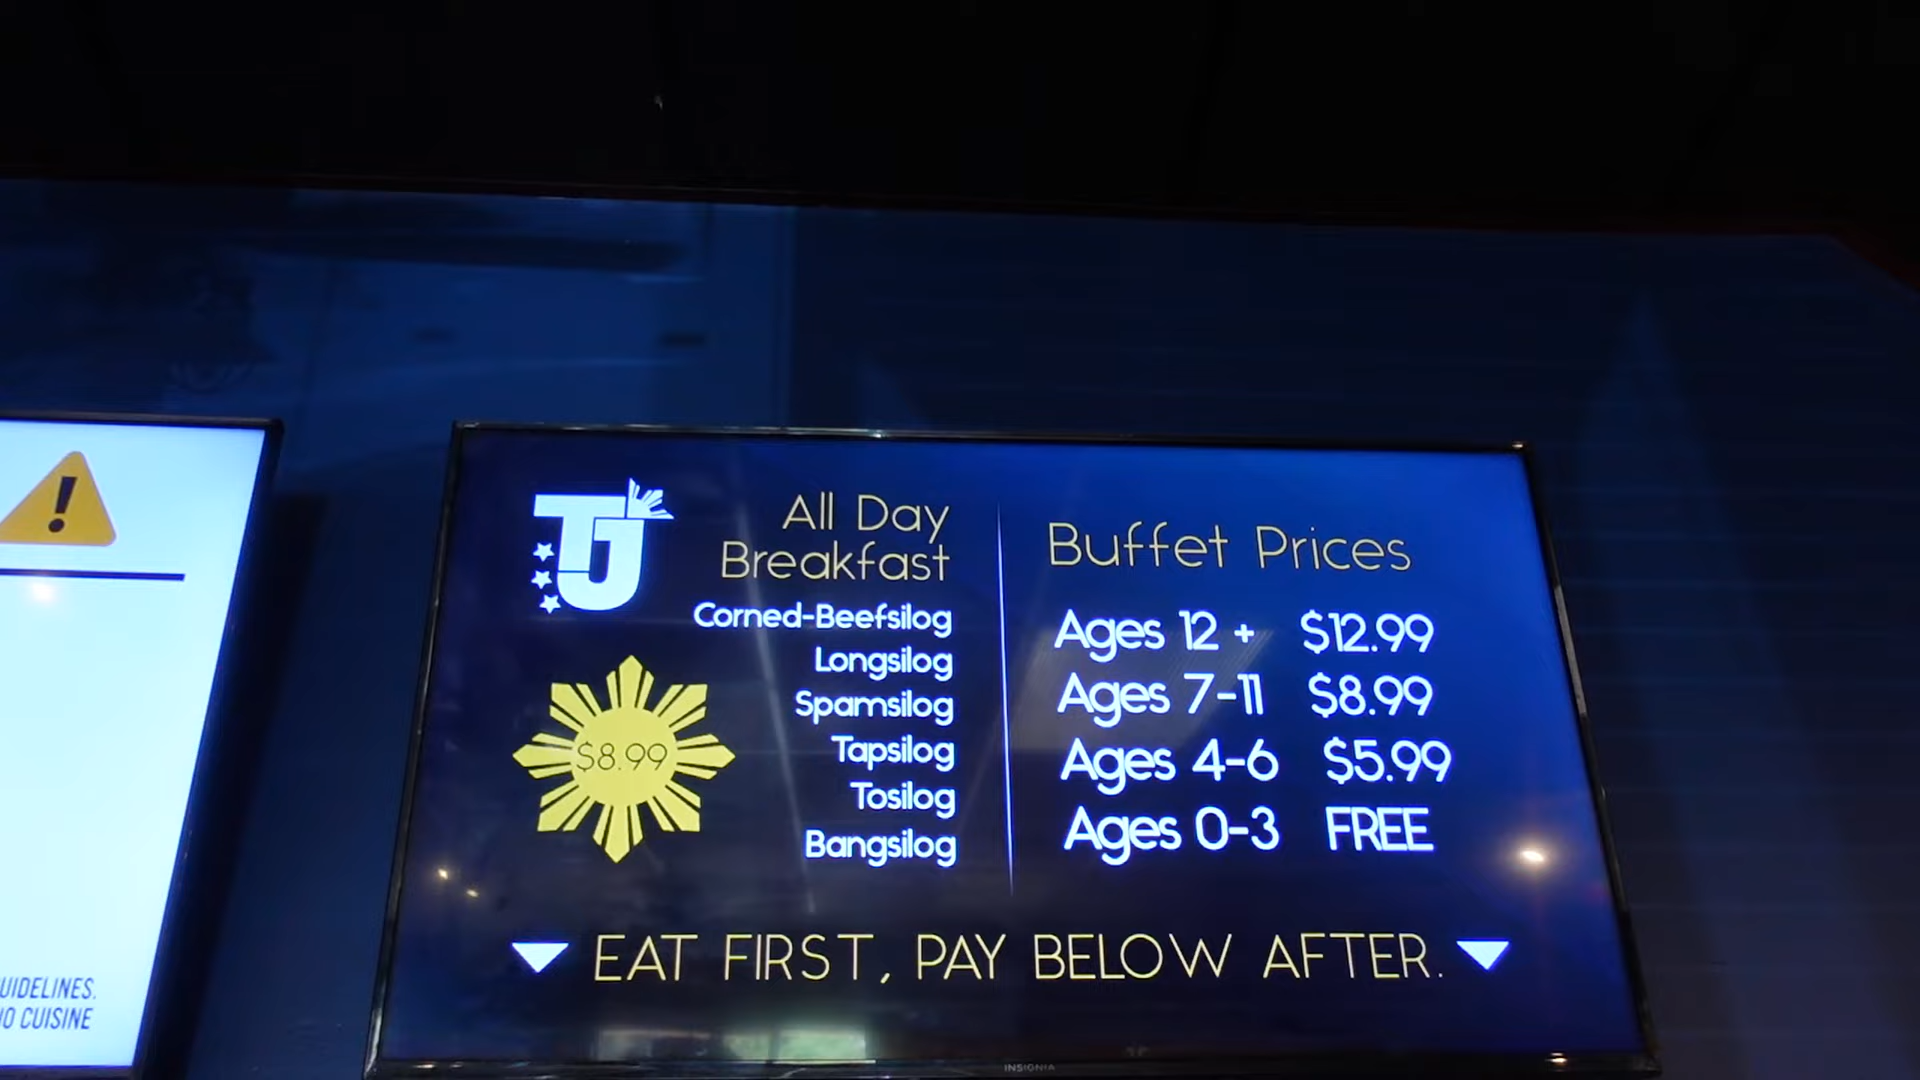 !
UIDELINES.
IO CUISINE
TJ
All Day
Breakfast
Corned-Beefsilog
Longsilog
Spamsilog
Tapsilog
Tosilog
Bangsilog
$8.99
Buffet Prices
Ages 12 + $12.99
Ages 7-11 $8.99
Ages 4-6 $5.99
Ages 0-3 FREE
EAT FIRST, PAY BELOW AFTER.
INSIGNIA